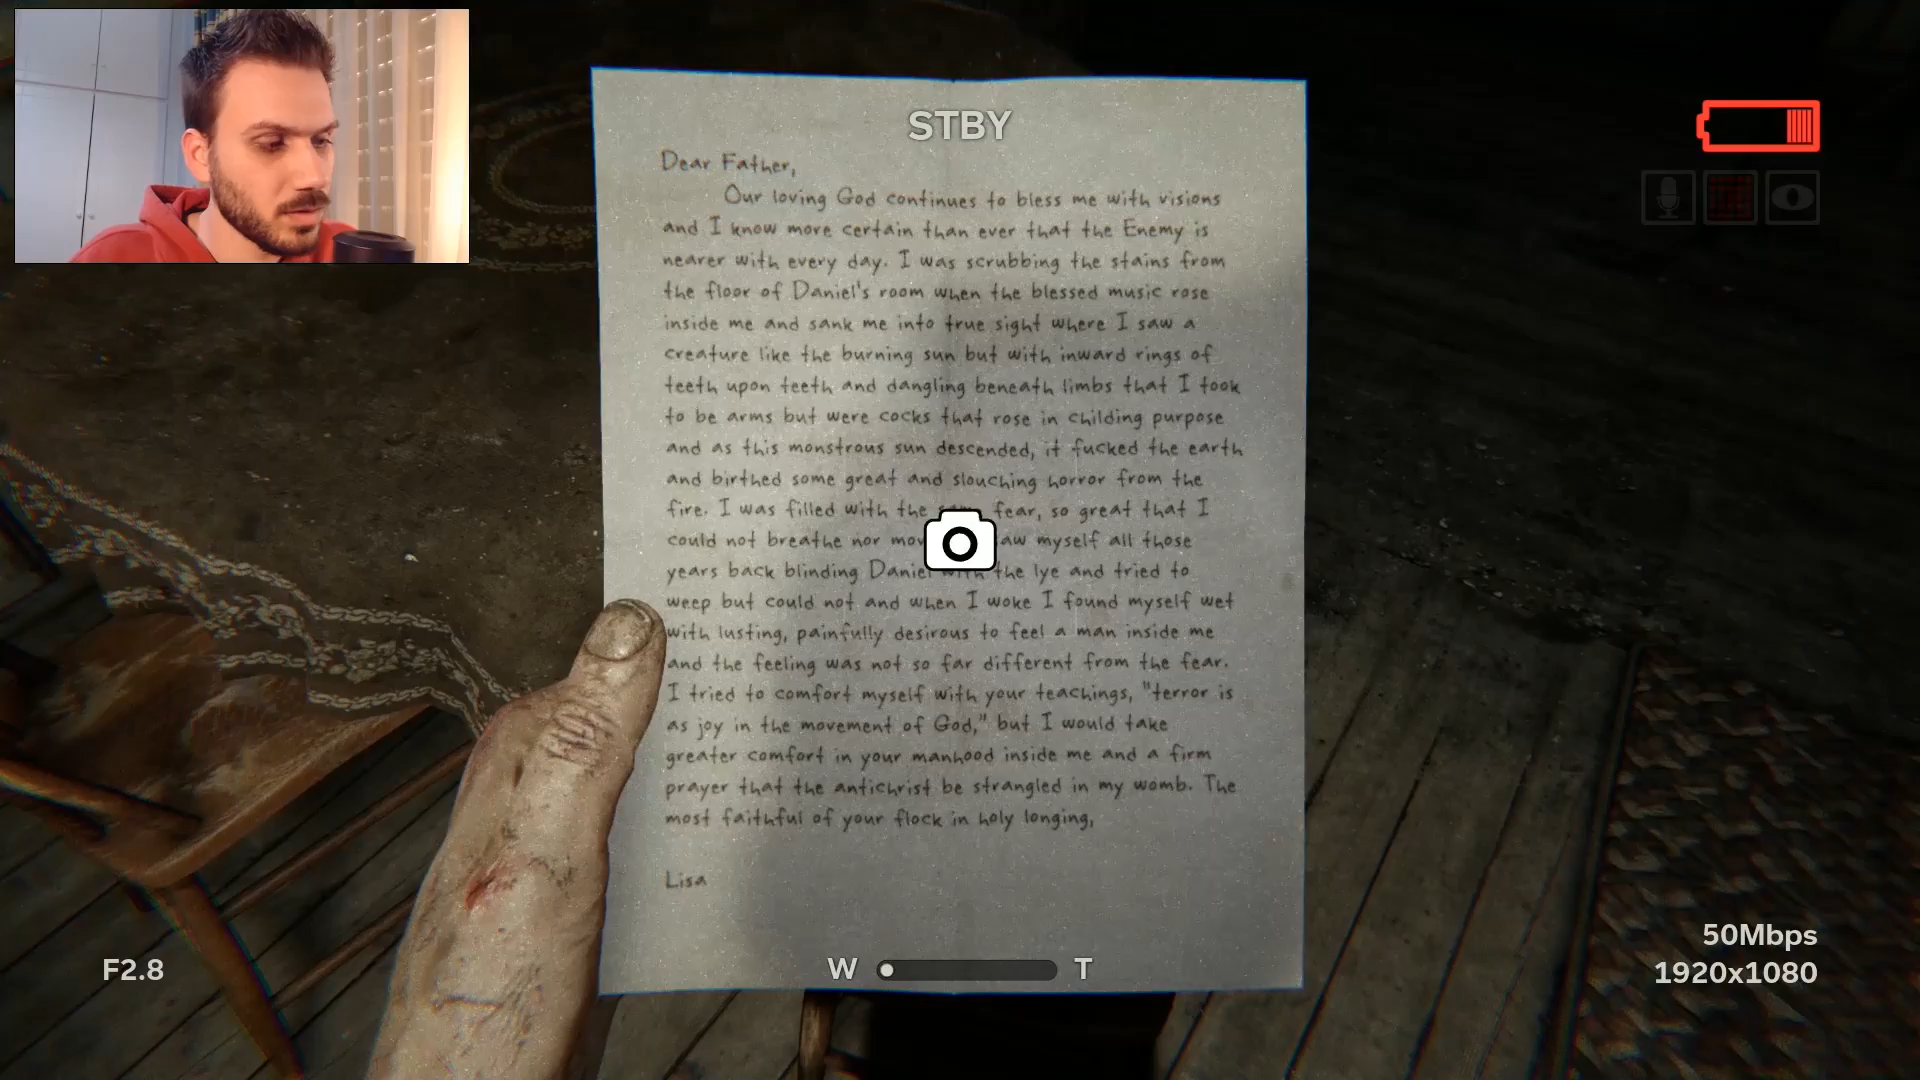 STBY
Dear Father,
Our loving God continues to bless me with visions
and I know more certain than ever that the Enemy is
nearer with every day. I was scrubbing the stains from
the floor of Daniel's room when the blessed music rose
inside me and sank me into true sight where I saw a
creature like the burning sun but with inward rings of
teeth upon teeth and dangling beneath limbs that I took
to be arms but were cocks that rose in childing purpose
and as this monstrous sun descended, it fucked the earth
and birthed some great and slouching horror from the
fire. I was filled with the fear, so great that I
could not breathe nor myself all those
years back blinding Daniel the lye and tried to
weep but could not and when I woke I found myself wet
with lusting, painfully desirous to feel a man inside me
and the feeling was not so far different from the fear.
I tried to comfort myself with your teachings, "terror is
as joy in the movement of God," but I would take
greater comfort in your manhood inside me and a firm
prayer that the antichrist be strangled in my womb. The
most faithful of your flock in holy longing,
Lisa
50Mbps
F2.8
W T
1920x1080